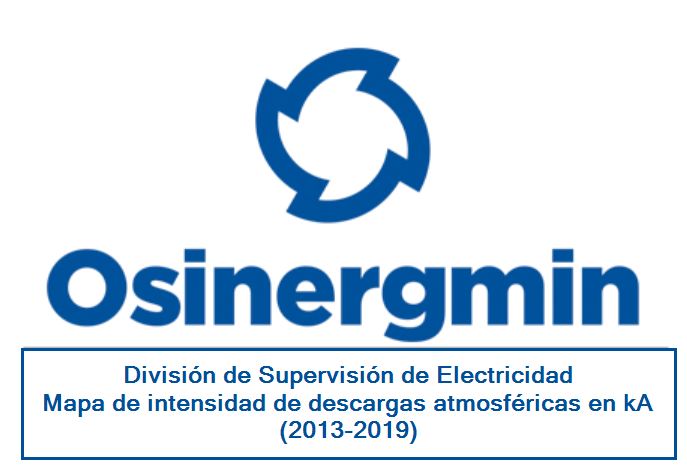 Osinergmin
División de Supervisión de Electricidad
Mapa de intensidad de descargas atmosféricas en kA
(2013-2019)